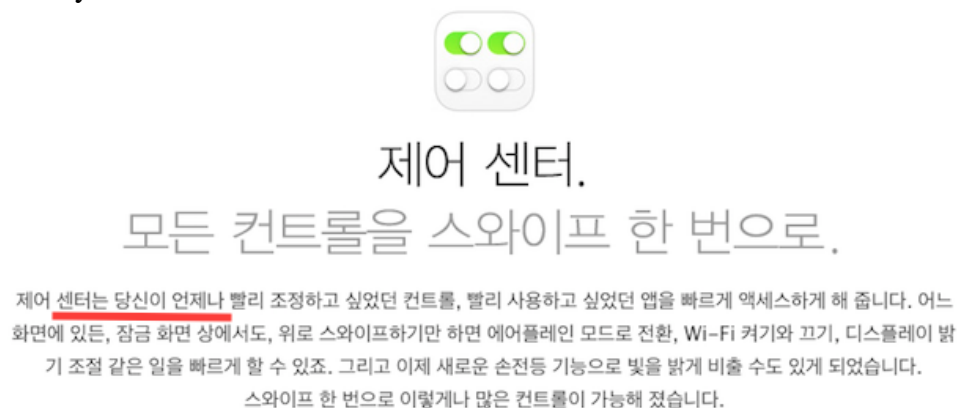 제어 센터.
모든 컨트롤을 스와이프 한 번으로.
제어 센터는 당신이 언제나 빨리 조정하고 싶었던 컨트롤, 빨리 사용하고 싶었던 앱을 빠르게 액세스하게 해 줍니다. 어느
화면에 있든, 잠금 화면 상에서도, 위로 스와이프하기만 하면 에어플레인 모드로 전환, Wi-Fi 켜기와 끄기, 디스플레이 밝
기 조절 같은 일을 빠르게 할 수 있죠. 그리고 이제 새로운 손전등 기능으로 빛을 밝게 비출 수도 있게 되었습니다.
스와이프 한 번으로 이렇게나 많은 컨트롤이 가능해 졌습니다.